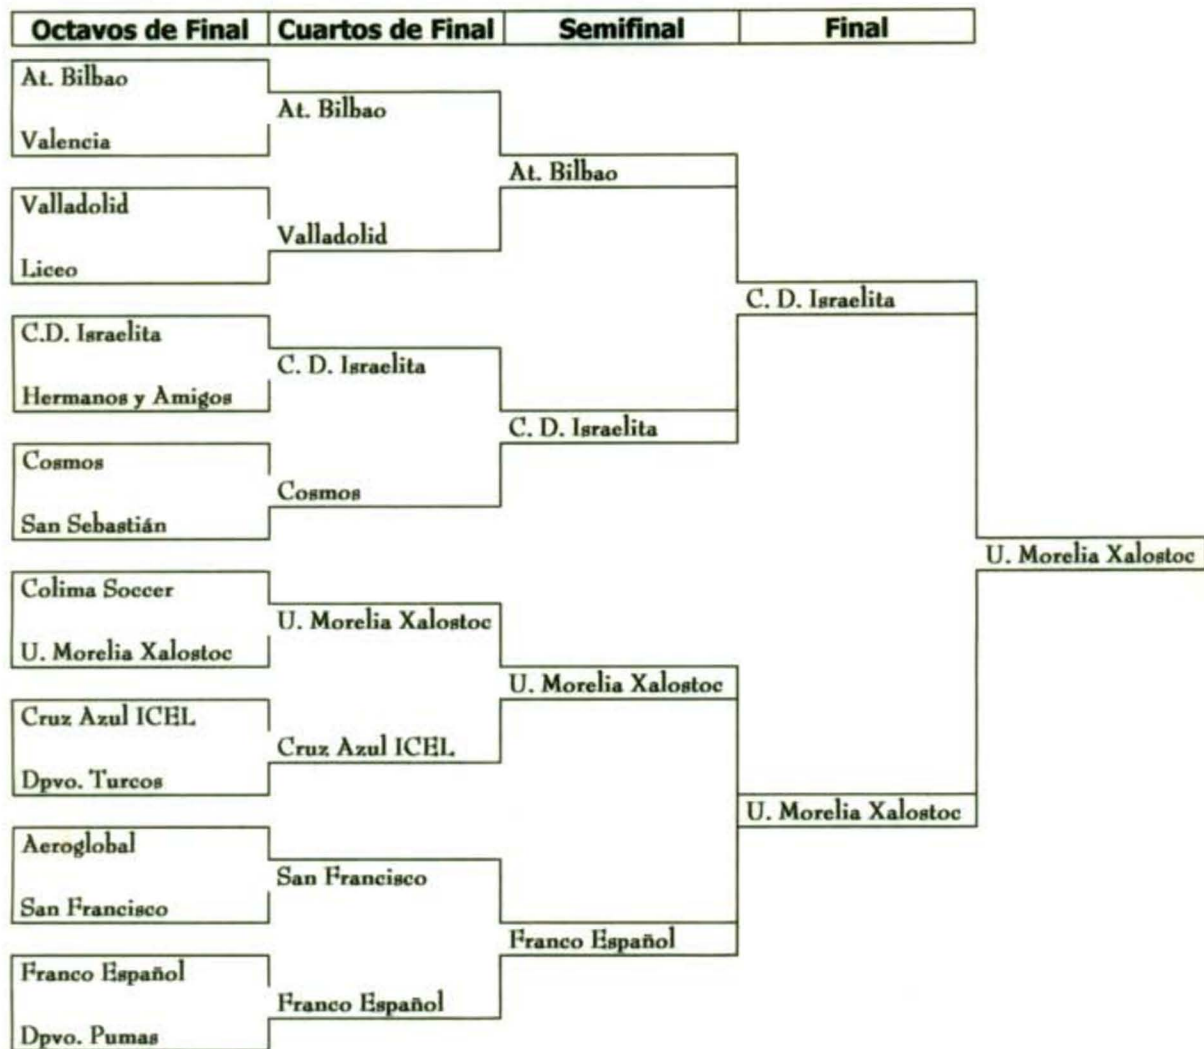 Octavos de Final Cuartos de Final Semifinal Final
At. Bilbao
At. Bilbao
Valencia
At. Bilbao
Valladolid
Valladolid
Liceo
C. D. Israelita
C.D. Israelita
C. D. Israelita
Hermanos y Amigos
C. D. Israelita
Cosmos
Cosmos
San Sebastián
U. Morelia Xalostoc
Colima Soccer
U. Morelia Xalostoc
U. Morelia Xalostoc
U. Morelia Xalostoc
Cruz Azul ICEL
Cruz Azul ICEL
Dpvo. Turcos
U. Morelia Xalostoc
Aeroglobal
San Francisco
San Francisco
Franco Español
Franco Español
Franco Español
Dpvo. Pumas